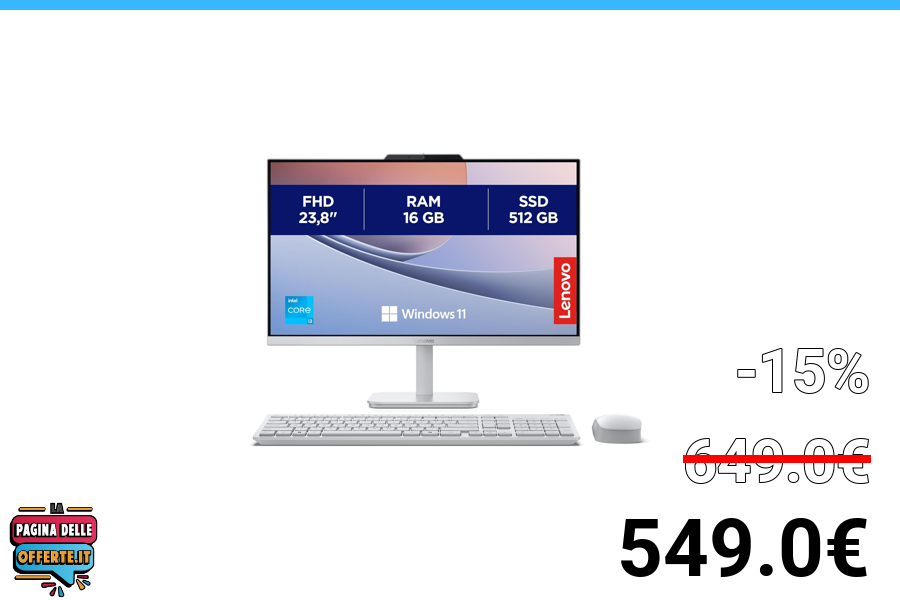 FHD
23,8"
RAM
16 GB
SSD
512 GB
Lenovo
intel
CORE
i3
Windows 11
-15%
649.0€
549.0€
LA
PAGINA DELLE
OFFERTE.IT